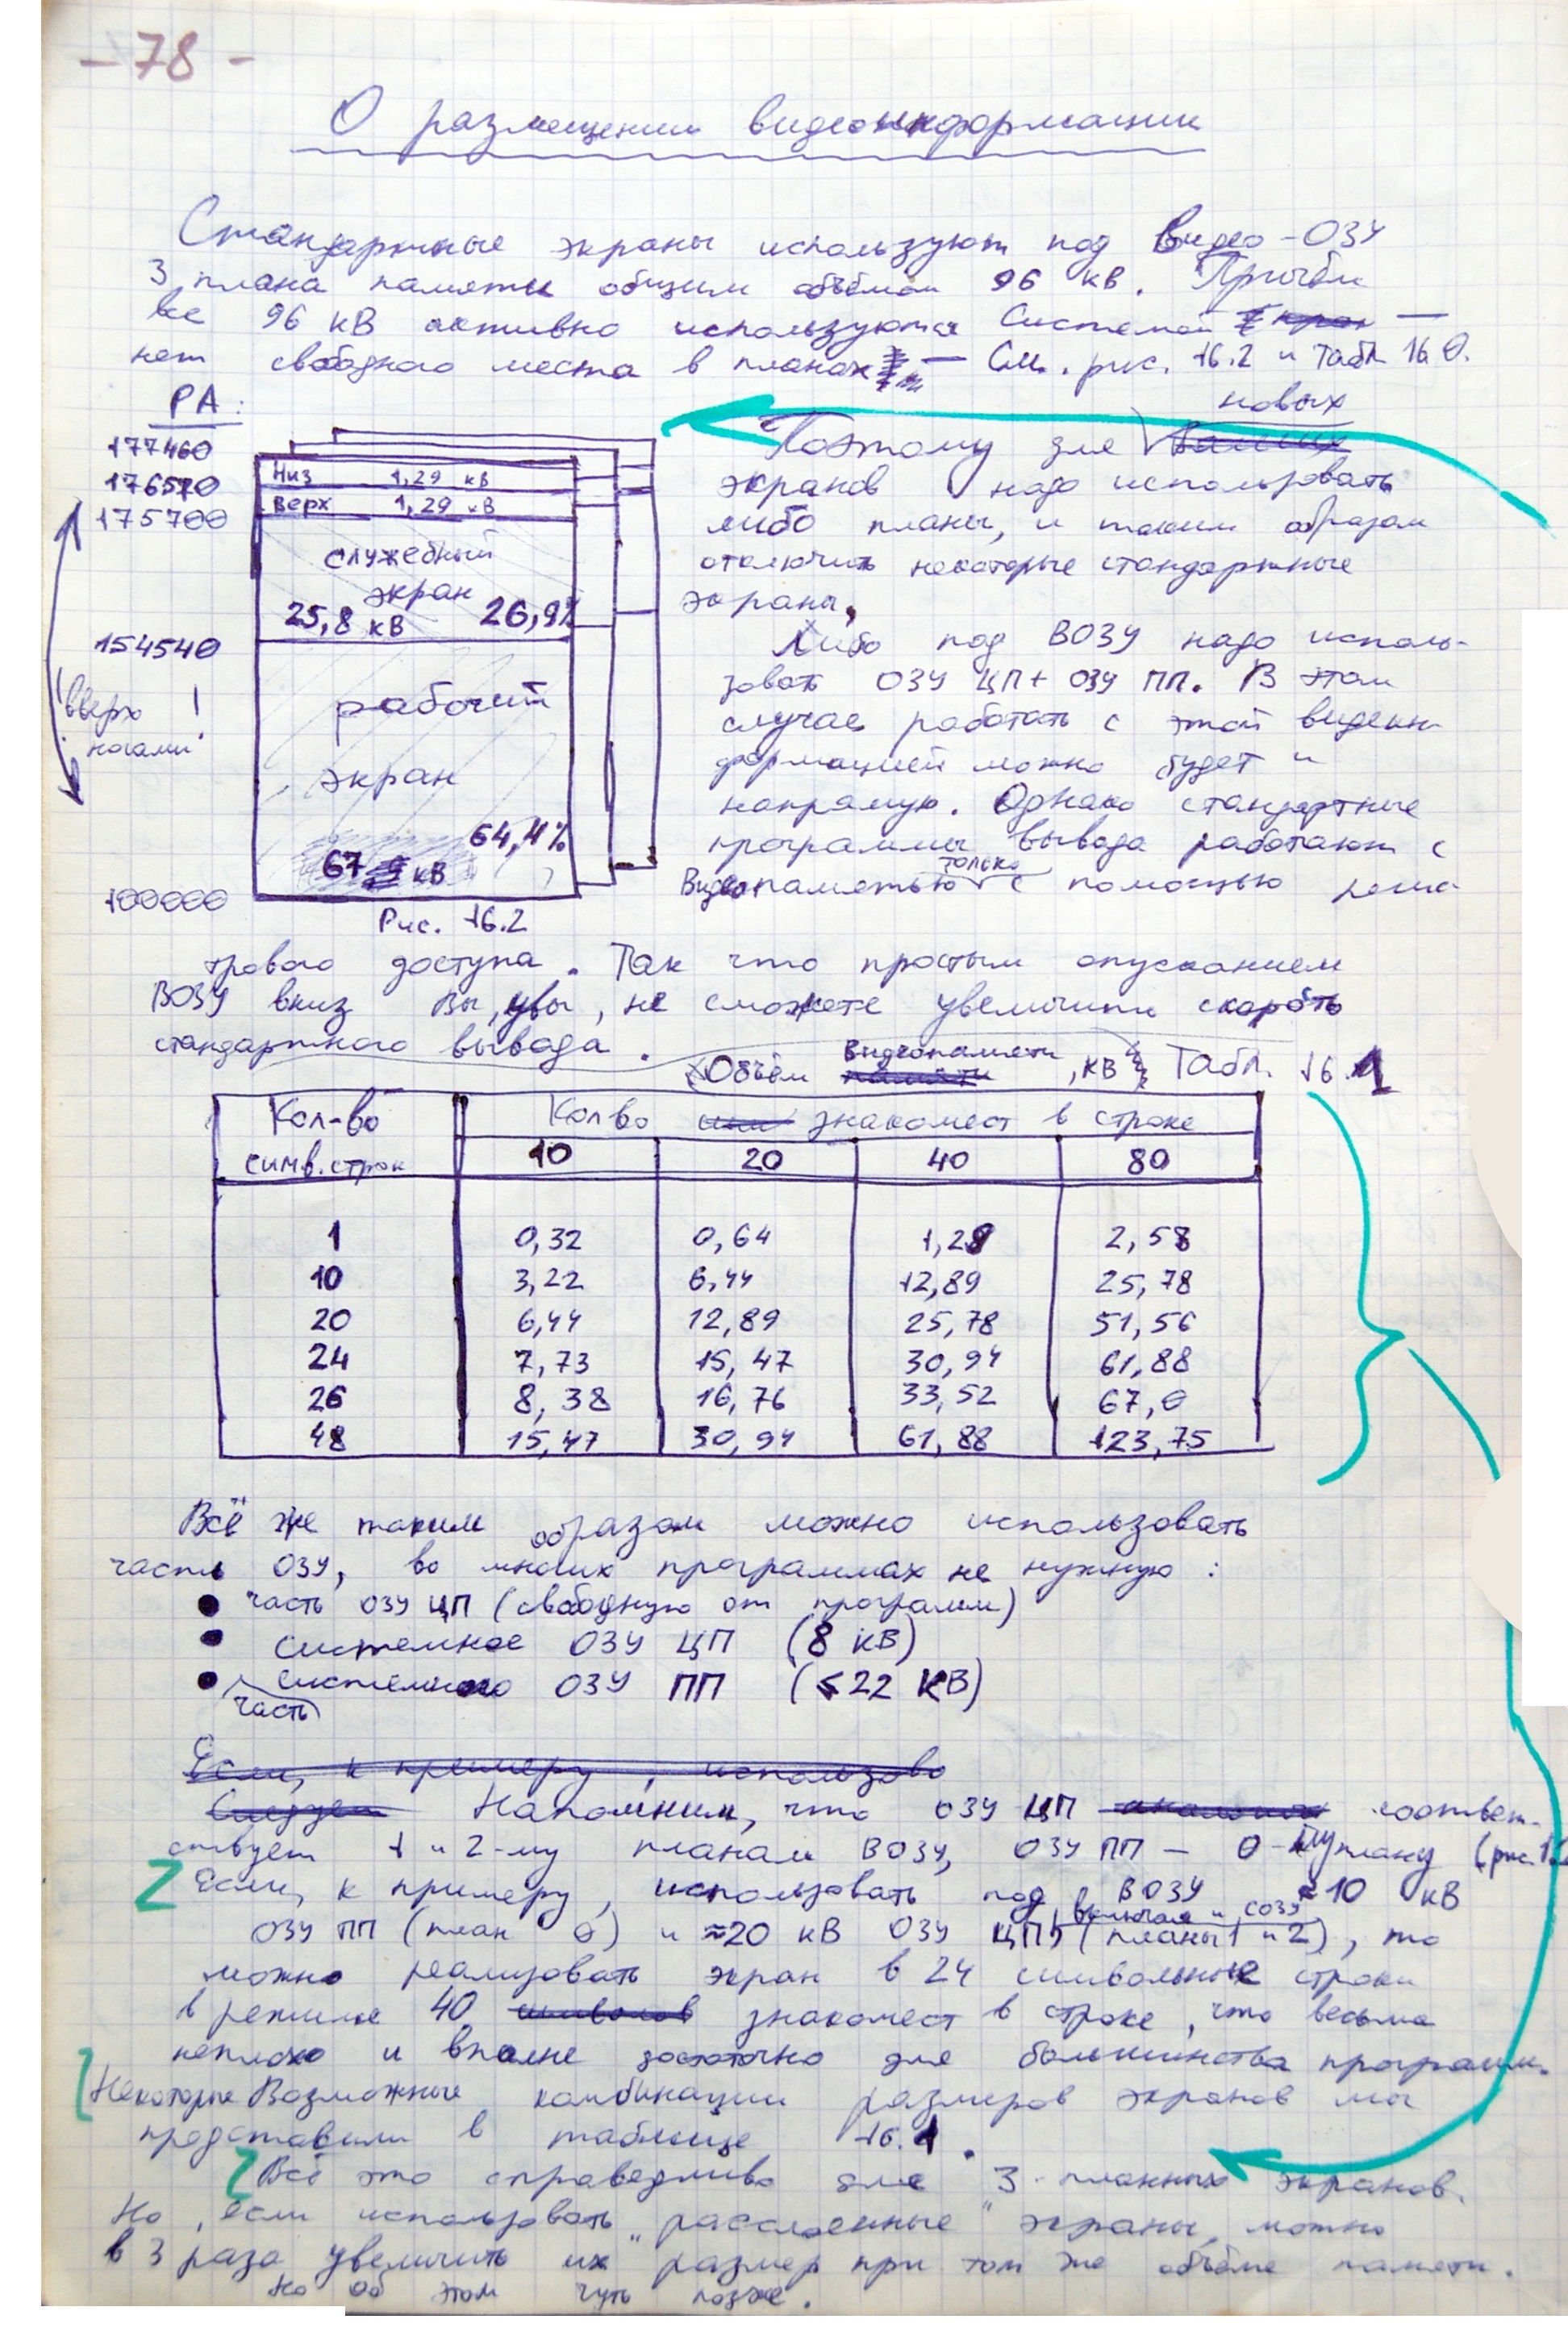 - 78 -
О размещении видеоинформации
Стандартные экраны используют под Видео-ОЗУ
3 плана памяти общим объёмом 96 кВ. Причём
все 96 кВ активно используются Системой —
нет свободного места в планах — См. рис. 16.2 и Табл 16.0.
РА:
177460
176570
175700
154540
вверх !
ногами!
100000
Низ 1,29 кв
Верх 1,29 кв
служебный
экран
25,8 кв 26,9%
рабочий
экран
64,4%
67 кв
Рис. 16.2
новых
Поэтому для
экранов надо использовать
либо планы, и таким образом
отключить некоторые стандартные
экраны,
Либо под ВОЗУ надо исполь-
зовать ОЗУ ЦП + ОЗУ ПП. В этом
случае работать с этой видеин
формацией можно будет и
напрямую. Однако стандартные
программы вывода работают с
Видеопамятью только с помощью реги
трового доступа. Так что простым опусканием
ВОЗУ вниз Вы, увы, не сможете увеличить скорость
стандартного вывода.
Объём Видеопамяти, кв Табл. 16.1
Кол-во
симв. строк
Кол во знакомест в строке
10 20 40 80
1 0,32 0,64 1,29 2,58
10 3,22 6,44 12,89 25,78
20 6,44 12,89 25,78 51,56
24 7,73 15,47 30,94 61,88
26 8,38 16,76 33,52 67,0
48 15,47 30,94 61,88 123,75
Всё же таким образом можно использовать
часть ОЗУ, во многих программах не нужную :
• часть ОЗУ ЦП (свободную от программ)
• системное ОЗУ ЦП (8 кВ)
• часть системного ОЗУ ПП (≤22 КВ)
Если, к примеру, использова
Следует Напомним, что ОЗУ ЦП соответ-
ствует 1 и 2-му планам ВОЗУ, ОЗУ ПП — 0-му плану (рис.
Если, к примеру, использовать под ВОЗУ ≈10 кВ
ОЗУ ПП (план 0) и ≈20 кВ ОЗУ ЦП, включая и СОЗУ (планы 1 и 2), то
можно реализовать экран в 24 символьные строки
в режиме 40 символов знакомест в строке, что весьма
неплохо и вполне достаточно для большинства программ.
Некоторые Возможные комбинации размеров экранов мы
представили в таблице 16.1.
Всё это справедливо для 3-планных экранов.
Но, если использовать „расслоенные" экраны, можно
в 3 раза увеличить их размер при том же объёме памяти.
Но об этом чуть позже.